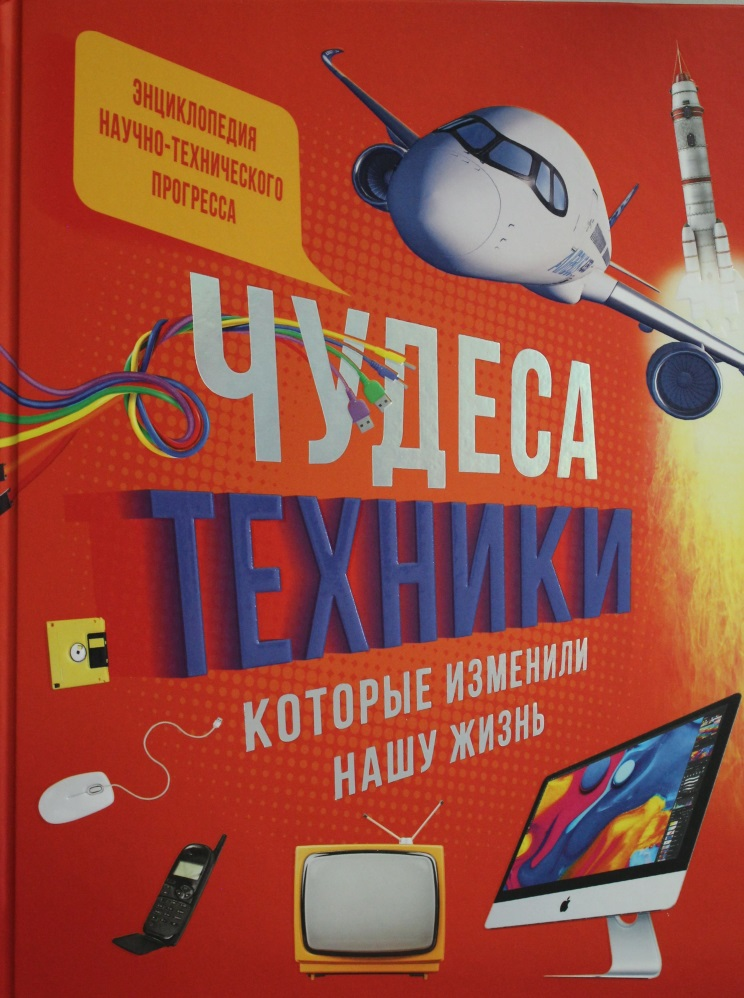 ЭНЦИКЛОПЕДИЯ
НАУЧНО-ТЕХНИЧЕСКОГО
ПРОГРЕССА
ЧУДЕСА
ТЕХНИКИ
КОТОРЫЕ ИЗМЕНИЛИ
НАШУ ЖИЗНЬ